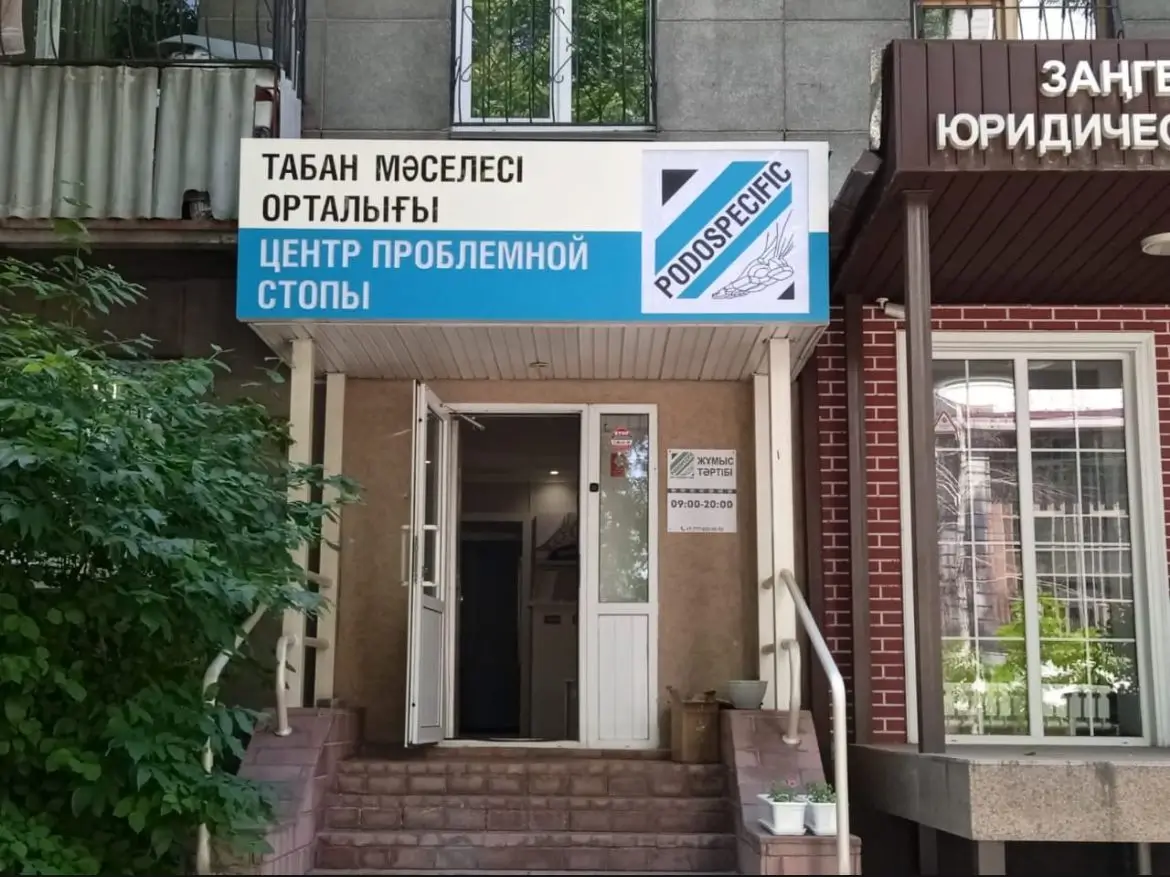 ТАБАН МӘСЕЛЕСІ
ОРТАЛЫҒЫ
ЦЕНТР ПРОБЛЕМНОЙ
СТОПЫ
PODOSPECIFIC
ЗАҢГЕ
ЮРИДИЧЕС
ЖҰМЫС
ТӘРТІБІ
09:00-20:00